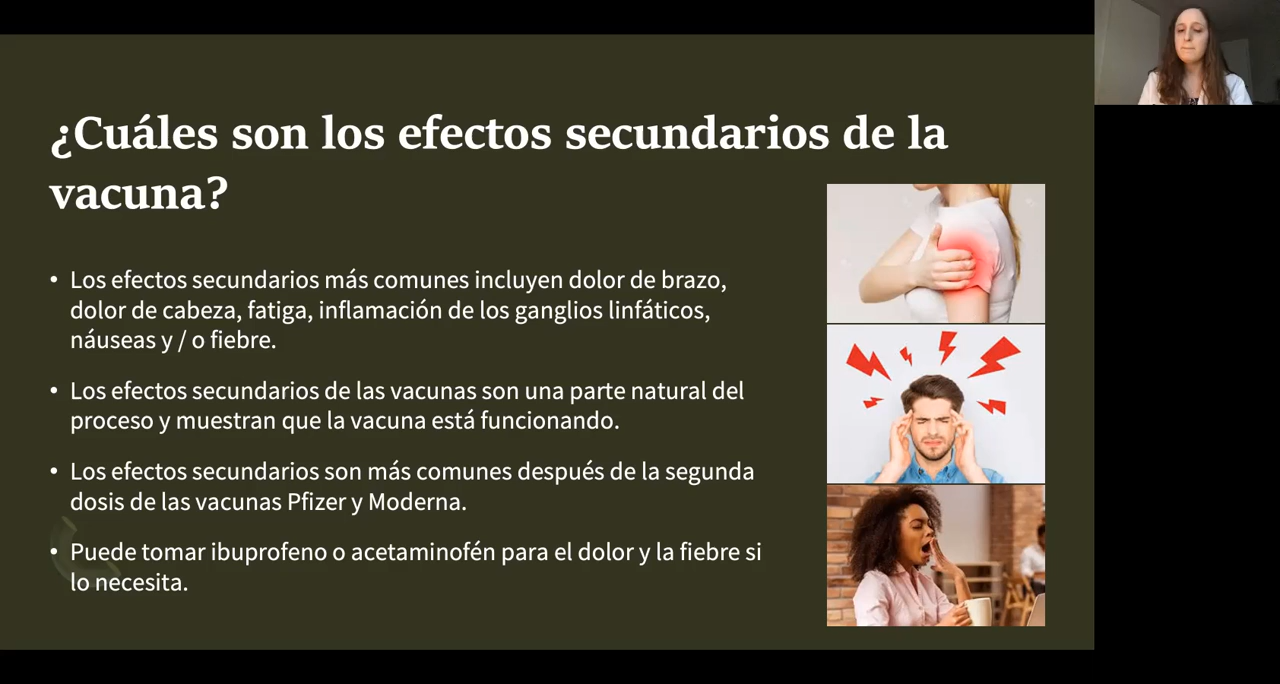 ¿Cuáles son los efectos secundarios de la
vacuna?
• Los efectos secundarios más comunes incluyen dolor de brazo,
dolor de cabeza, fatiga, inflamación de los ganglios linfáticos,
náuseas y / o fiebre.
• Los efectos secundarios de las vacunas son una parte natural del
proceso y muestran que la vacuna está funcionando.
• Los efectos secundarios son más comunes después de la segunda
dosis de las vacunas Pfizer y Moderna.
• Puede tomar ibuprofeno o acetaminofén para el dolor y la fiebre si
lo necesita.